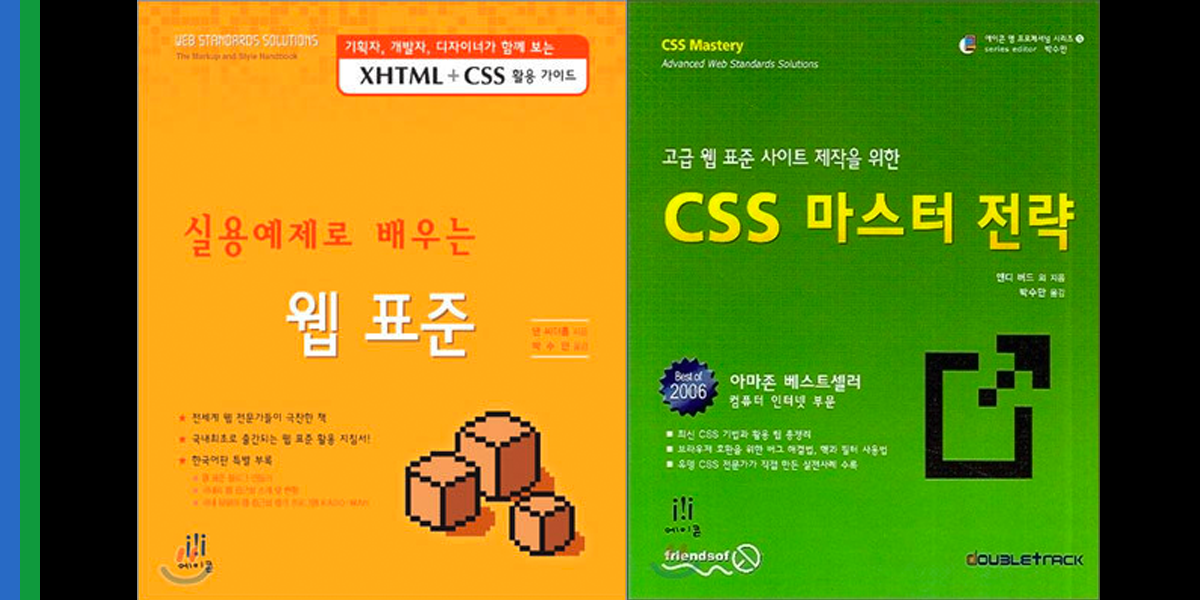 WEB STANDARDS SOLUTIONS
The Markup and Style Handbook
기획자, 개발자, 디자이너가 함께 보는
XHTML + CSS 활용 가이드
실용예제로 배우는
웹 표준
박 수 만
★ 전세계 웹 전문가들이 극찬한 책
★ 국내최초로 출간되는 웹 표준 활용 지침서!
★ 한국어판 특별 부록
에이콘
CSS Mastery
Advanced Web Standards Solutions
에이콘 웹 프로페셔널 시리즈
series editor 박수만
고급 웹 표준 사이트 제작을 위한
CSS 마스터 전략
앤디 버드 외 지음
박수만 옮김
Best of
2006
아마존 베스트셀러
컴퓨터 인터넷 부문
■ 최신 CSS 기법과 활용 팁 총정리
■ 브라우저 호환을 위한 버그 해결법, 핵과 필터 사용법
■ 유명 CSS 전문가가 직접 만든 실전사례 수록
에이콘
friendsof
DOUBLETRACK